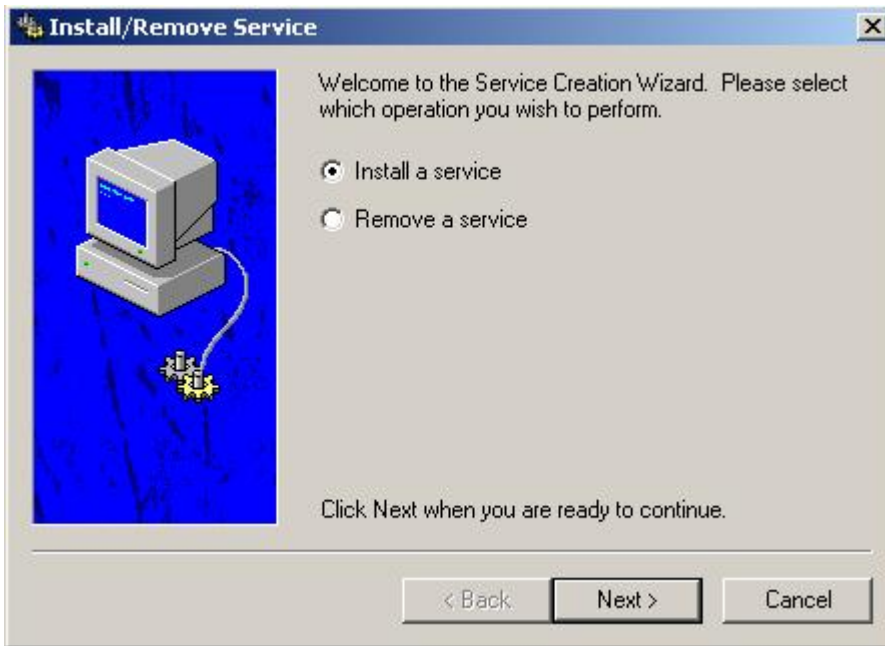 Install/Remove Service
Welcome to the Service Creation Wizard. Please select
which operation you wish to perform.
Install a service
Remove a service
Click Next when you are ready to continue.
< Back
Next >
Cancel